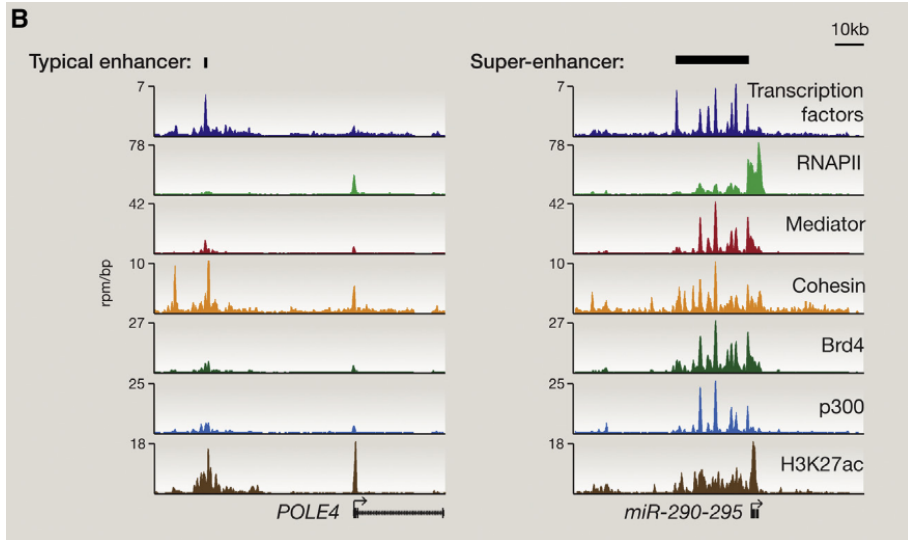 B
10kb
Typical enhancer:
Super-enhancer:
7
7
Transcription
factors
78
78
RNAPII
42
42
Mediator
rpm/bp
10
10
Cohesin
27
27
Brd4
25
25
p300
18
18
H3K27ac
POLE4
miR-290-295